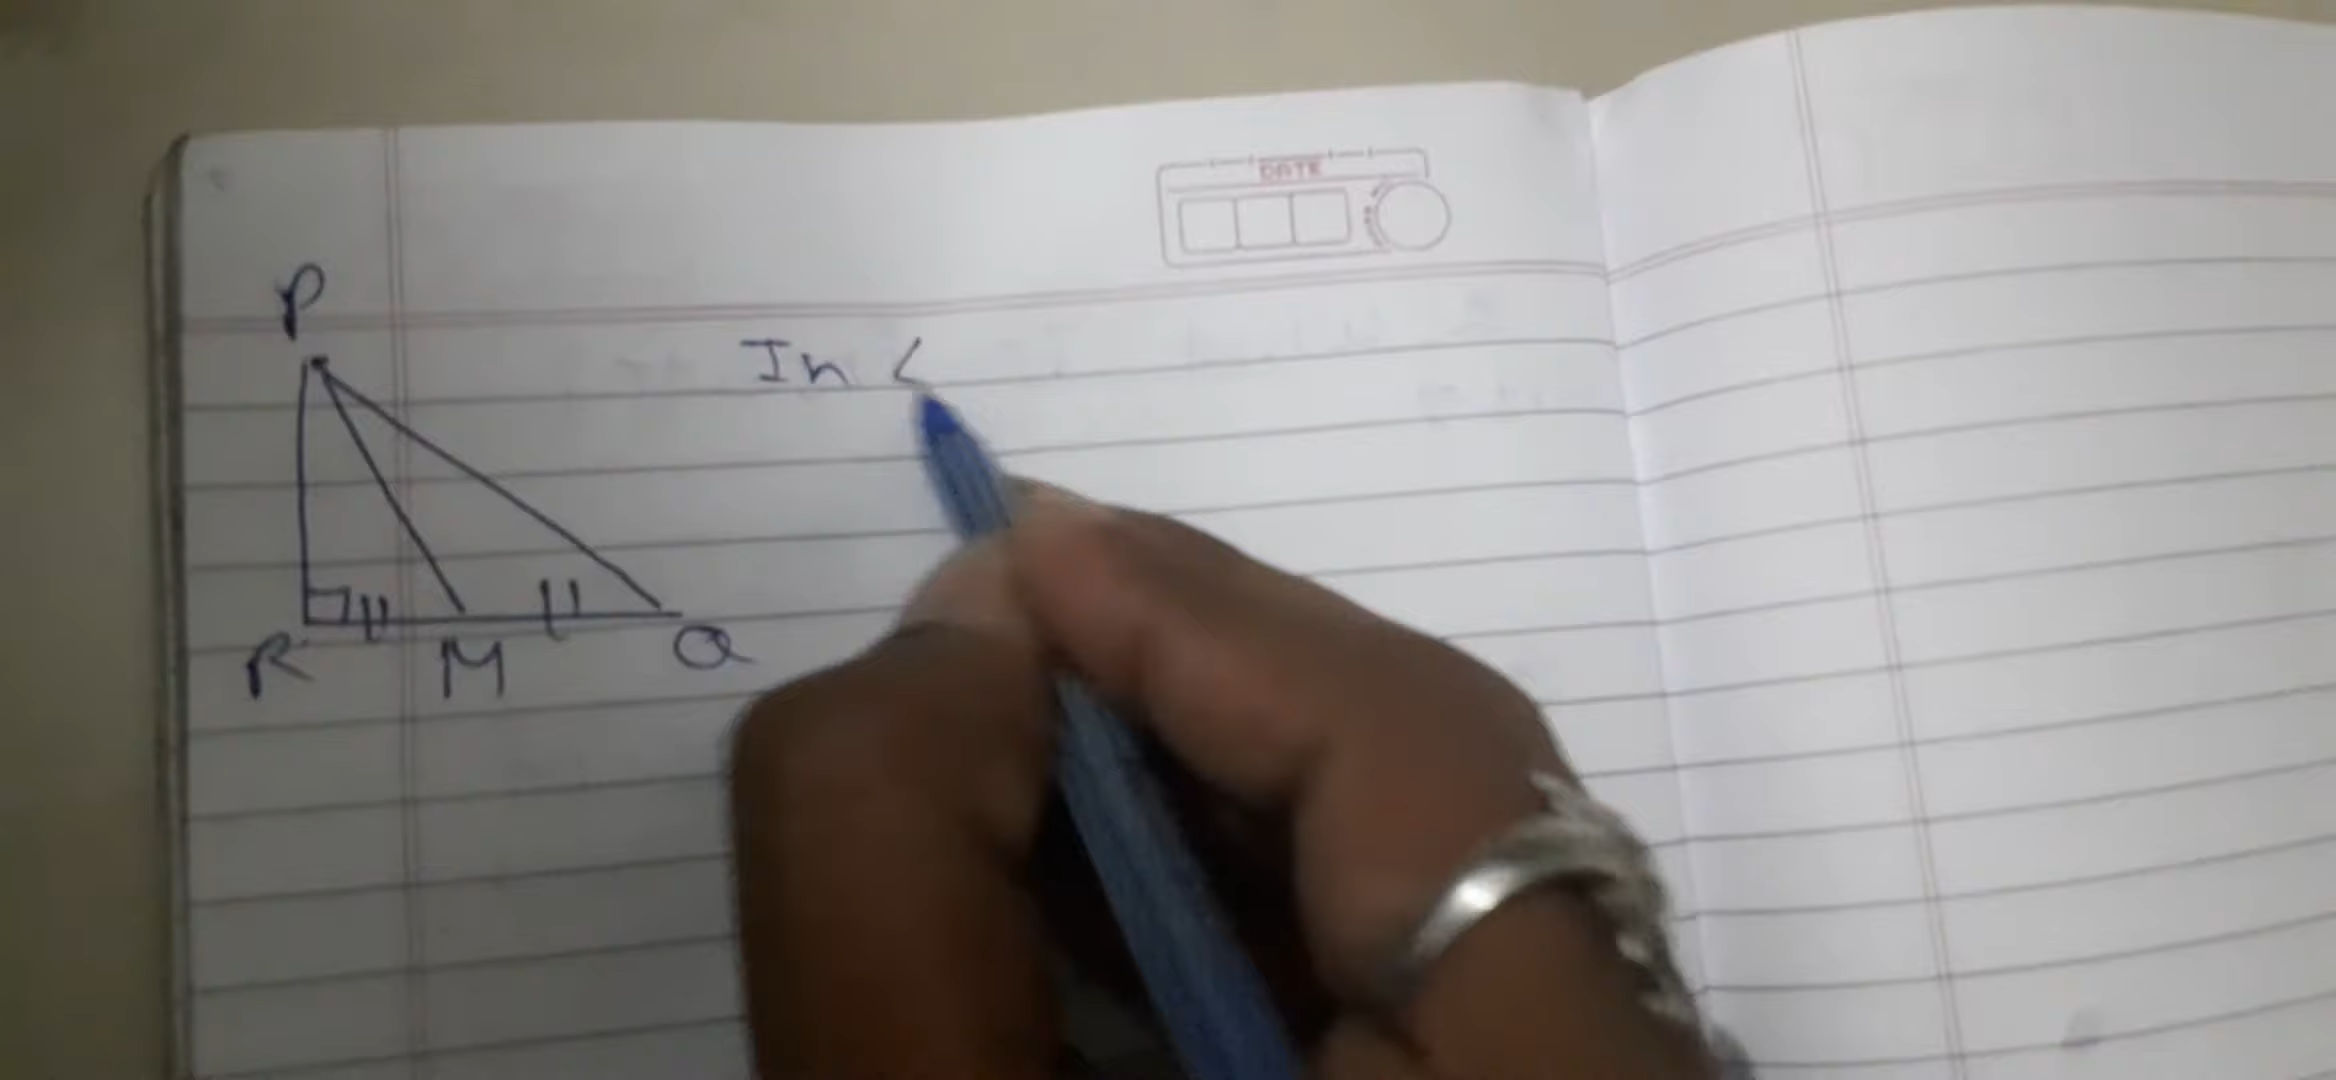 DATE
P
In <
R M Q